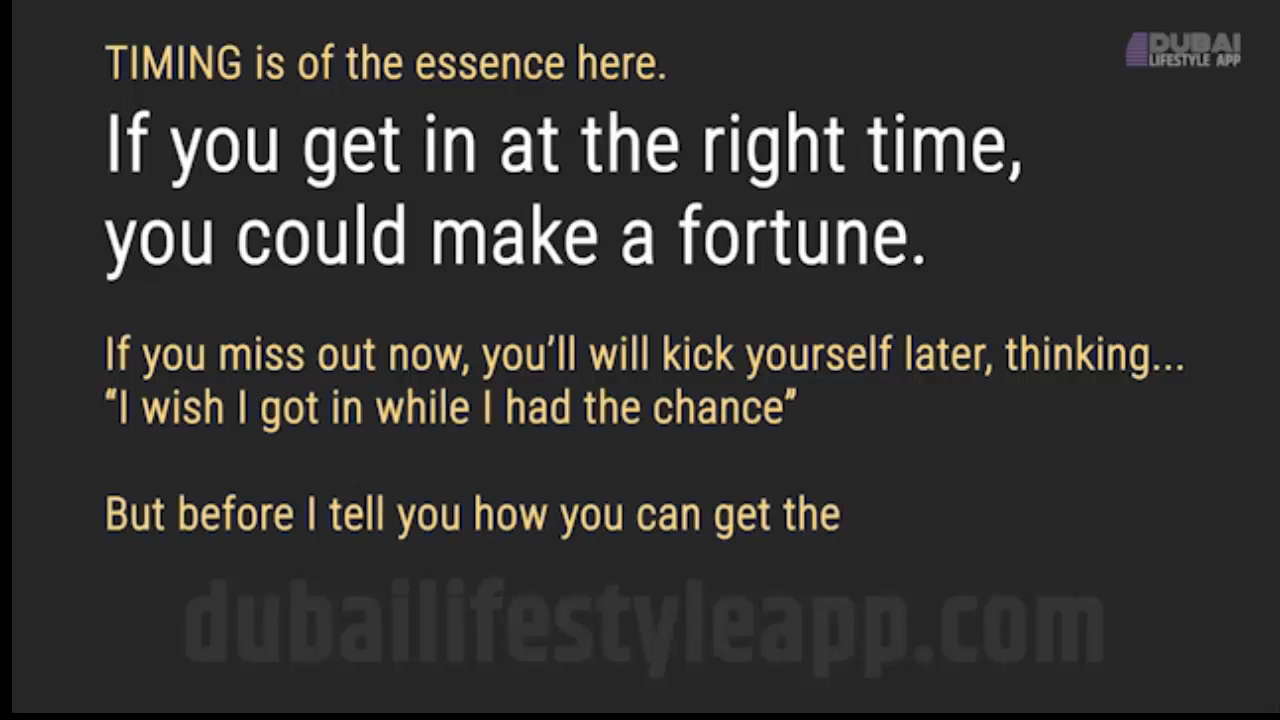 TIMING is of the essence here.
DUBAI
LIFESTYLE APP
If you get in at the right time,
you could make a fortune.
If you miss out now, you'll will kick yourself later, thinking...
“I wish I got in while I had the chance”
But before I tell you how you can get the
dubailifestyleapp.com